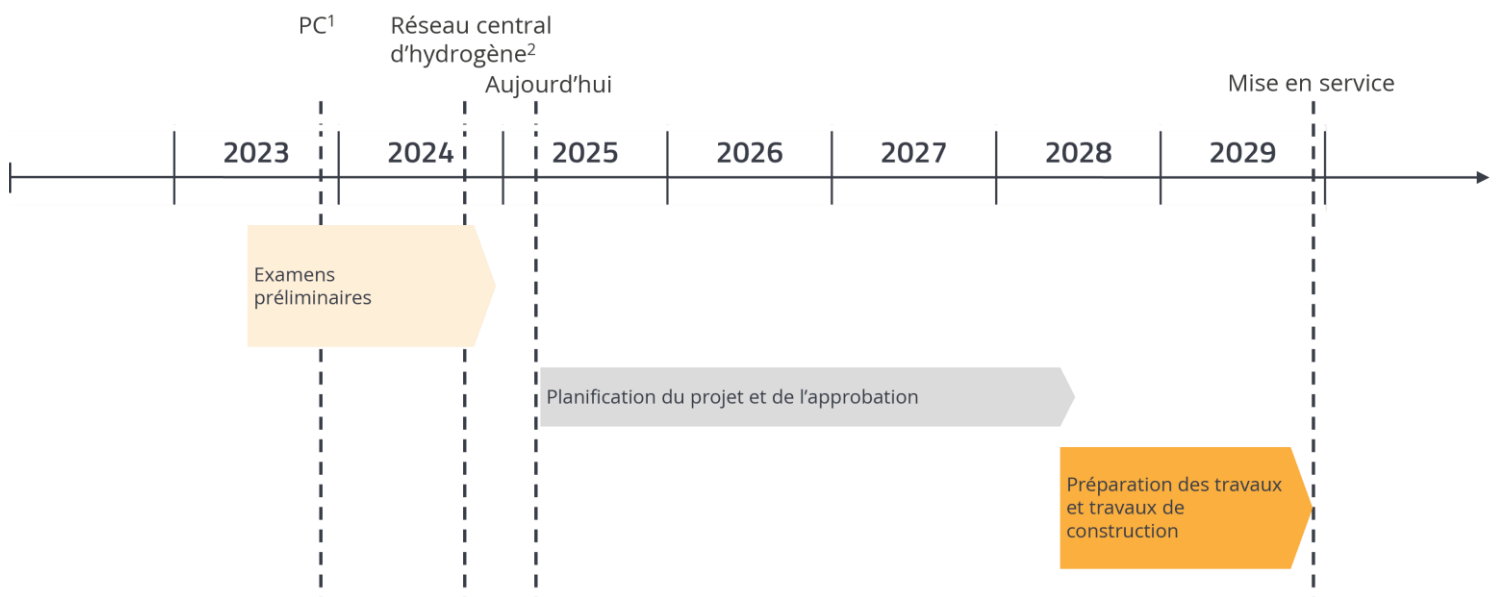 PC¹
Réseau central
d’hydrogène²
Aujourd’hui
Mise en service
2023
2024
2025
2026
2027
2028
2029
Examens
préliminaires
Planification du projet et de l’approbation
Préparation des travaux
et travaux de
construction